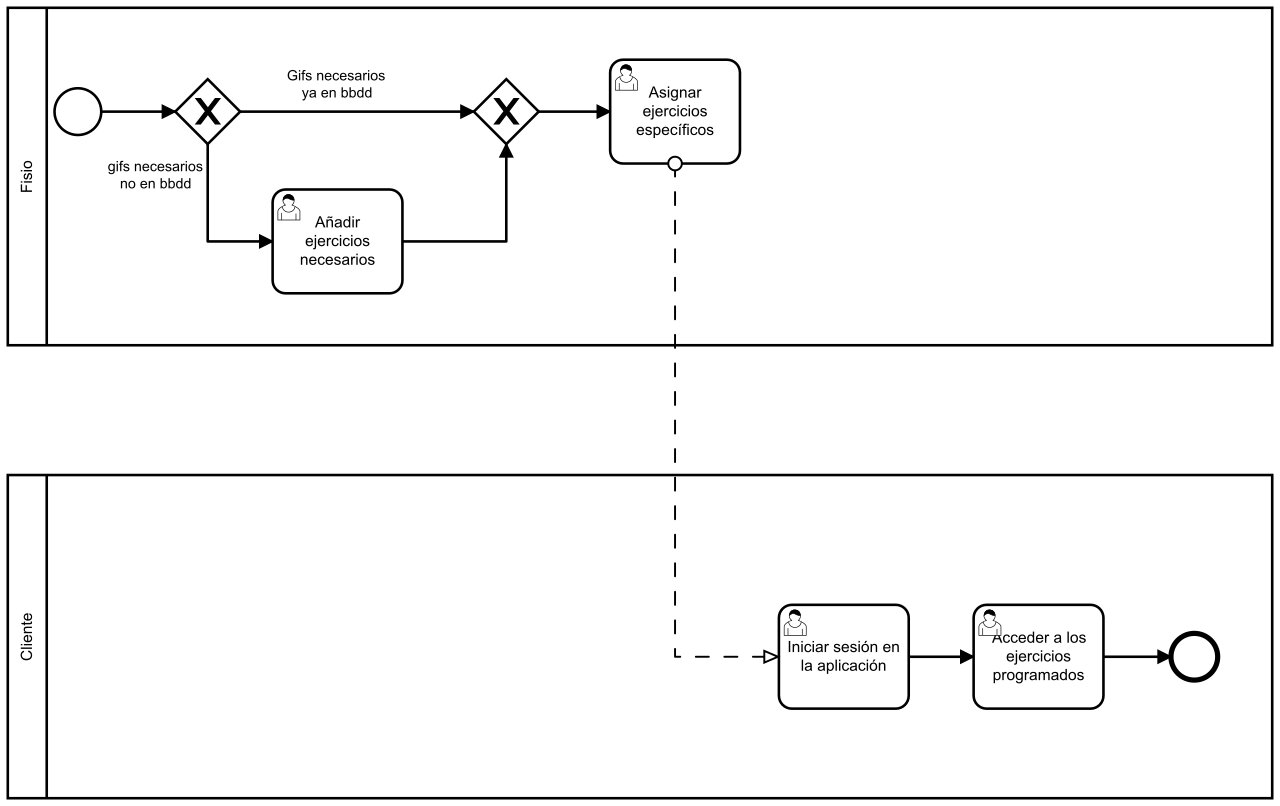 Fisio
Gifs necesarios
ya en bbdd
gifs necesarios
no en bbdd
X
X
Añadir
ejercicios
necesarios
Asignar
ejercicios
específicos
Cliente
Iniciar sesión en
la aplicación
Acceder a los
ejercicios
programados